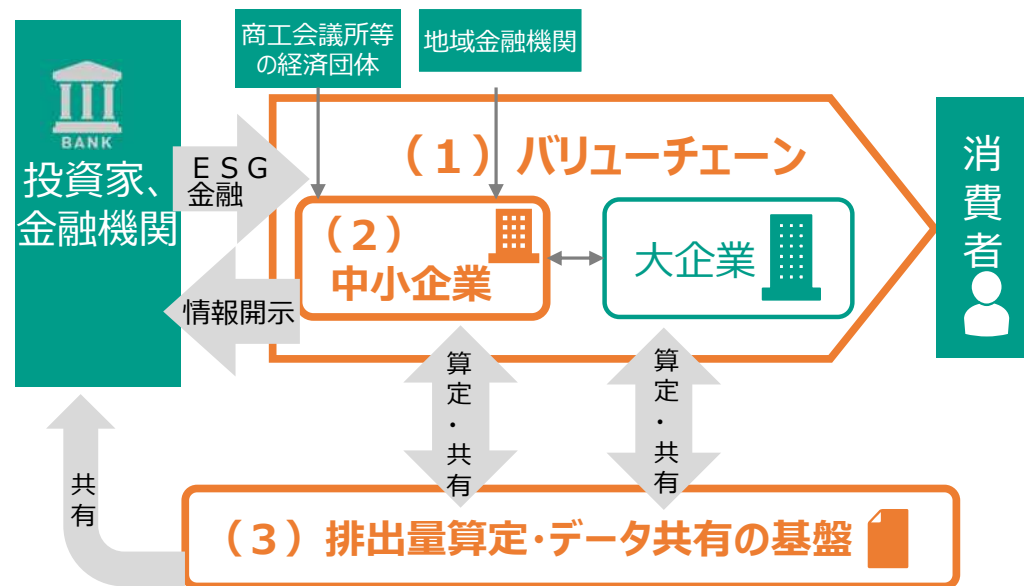 商工会議所等
の経済団体
地域金融機関
BANK
投資家、
金融機関
ＥＳＧ
金融
情報開示
（１）バリューチェーン
（２）
中小企業
大企業
消費者
算定・共有
算定・共有
共有
（３）排出量算定・データ共有の基盤